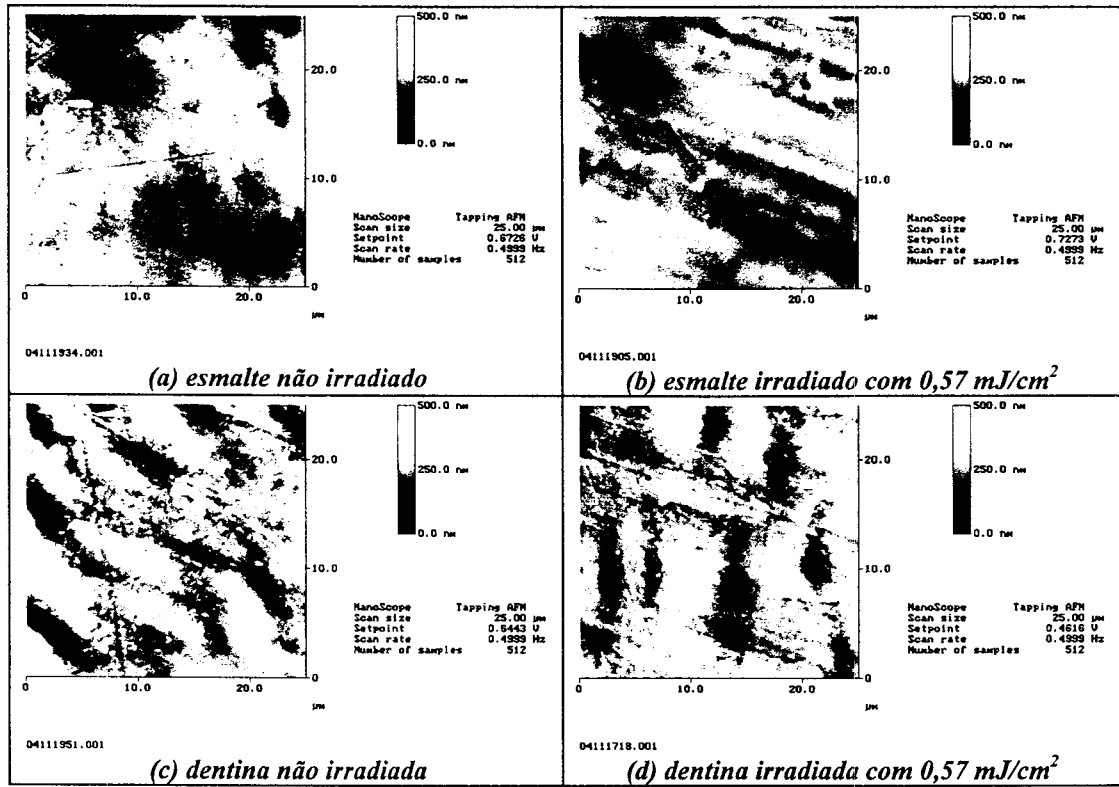 500.0 nm
250.0 nm
0.0 nm
20.0
10.0
0
0
10.0
20.0
µm
NanoScope Tapping AFM
Scan size 25.00 µm
Setpoint 0.6726 V
Scan rate 0.4999 Hz
Number of samples 512
04111934.001
(a) esmalte não irradiado
500.0 nm
250.0 nm
0.0 nm
20.0
10.0
0
0
10.0
20.0
µm
NanoScope Tapping AFM
Scan size 25.00 µm
Setpoint 0.7273 V
Scan rate 0.4999 Hz
Number of samples 512
04111905.001
(b) esmalte irradiado com 0,57 mJ/cm²
500.0 nm
250.0 nm
0.0 nm
20.0
10.0
0
0
10.0
20.0
µm
NanoScope Tapping AFM
Scan size 25.00 µm
Setpoint 0.6443 V
Scan rate 0.4999 Hz
Number of samples 512
04111951.001
(c) dentina não irradiada
500.0 nm
250.0 nm
0.0 nm
20.0
10.0
0
0
10.0
20.0
µm
NanoScope Tapping AFM
Scan size 25.00 µm
Setpoint 0.4616 V
Scan rate 0.4999 Hz
Number of samples 512
04111718.001
(d) dentina irradiada com 0,57 mJ/cm²